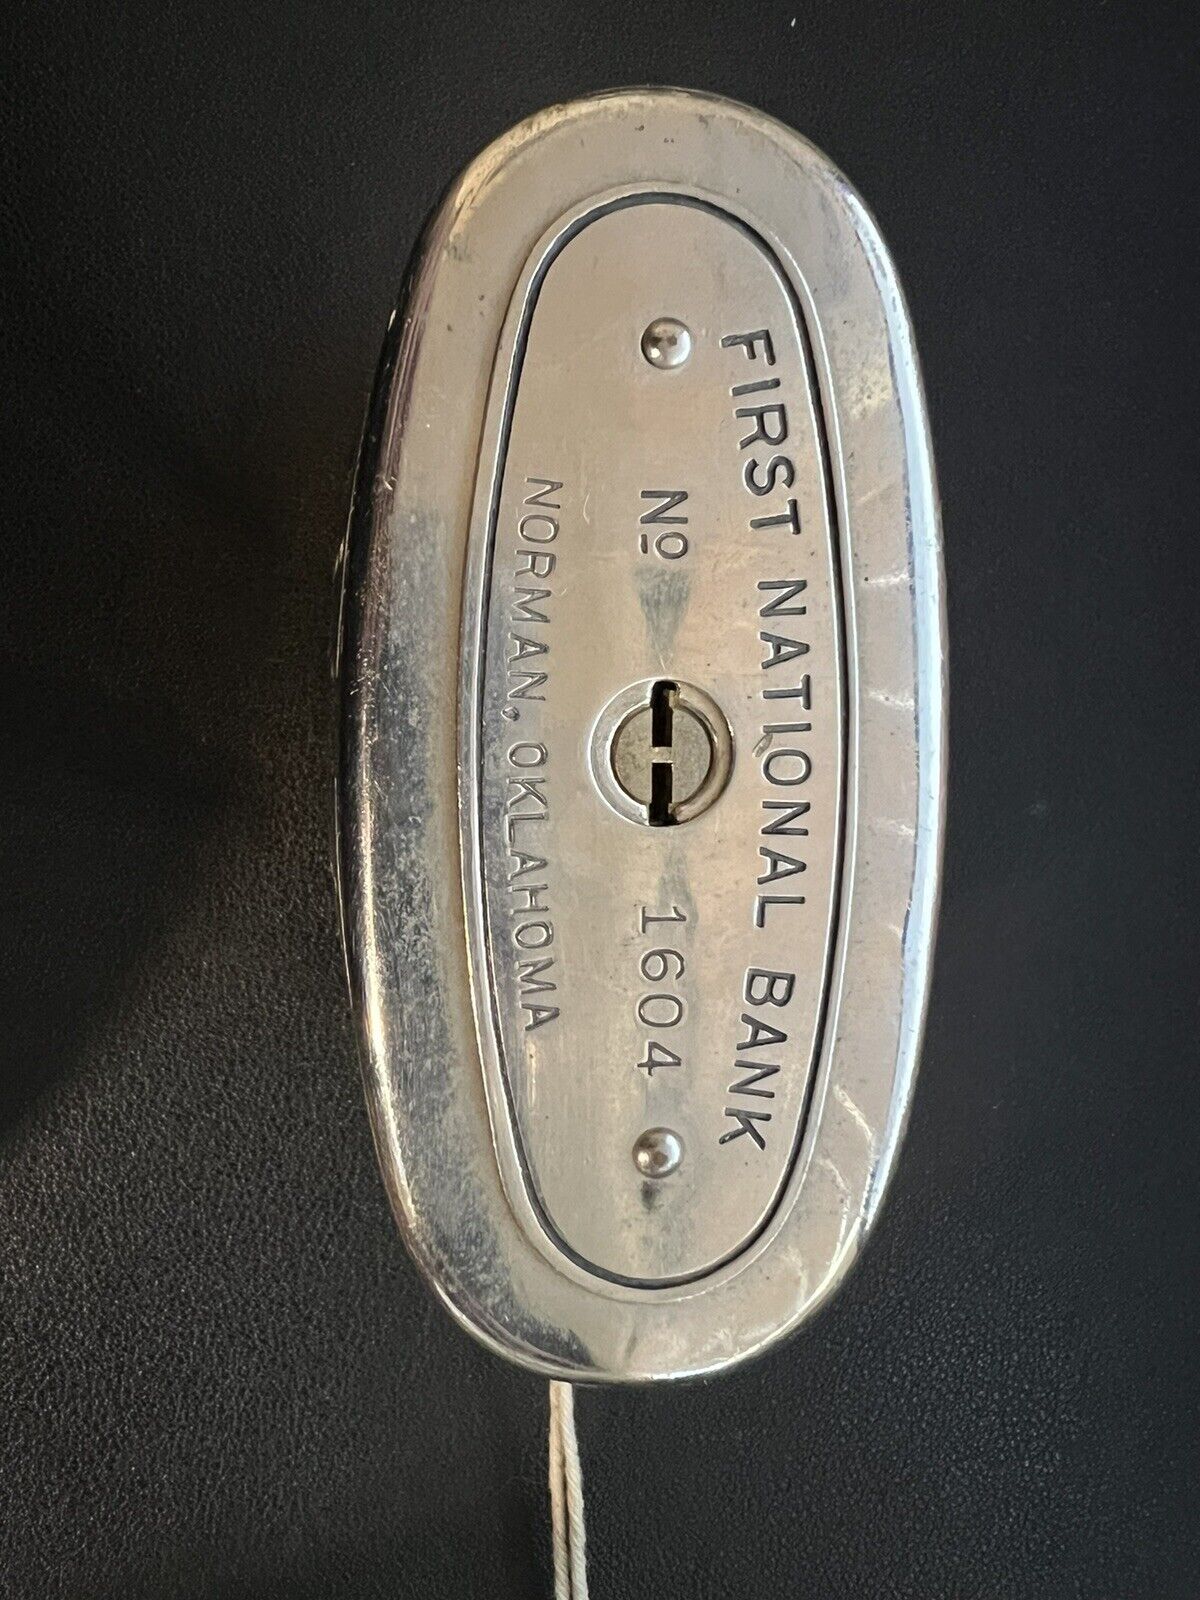 FIRST NATIONAL BANK
Nº 1604
NORMAN, OKLAHOMA